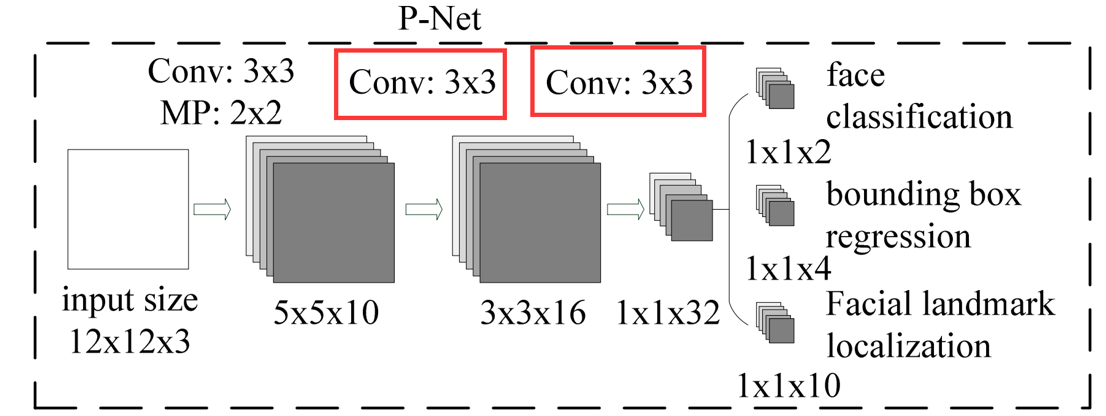 P-Net
Conv: 3x3
MP: 2x2
Conv: 3x3
Conv: 3x3
input size
12x12x3
5x5x10
3x3x16
1x1x32
face
classification
1x1x2
bounding box
regression
1x1x4
Facial landmark
localization
1x1x10